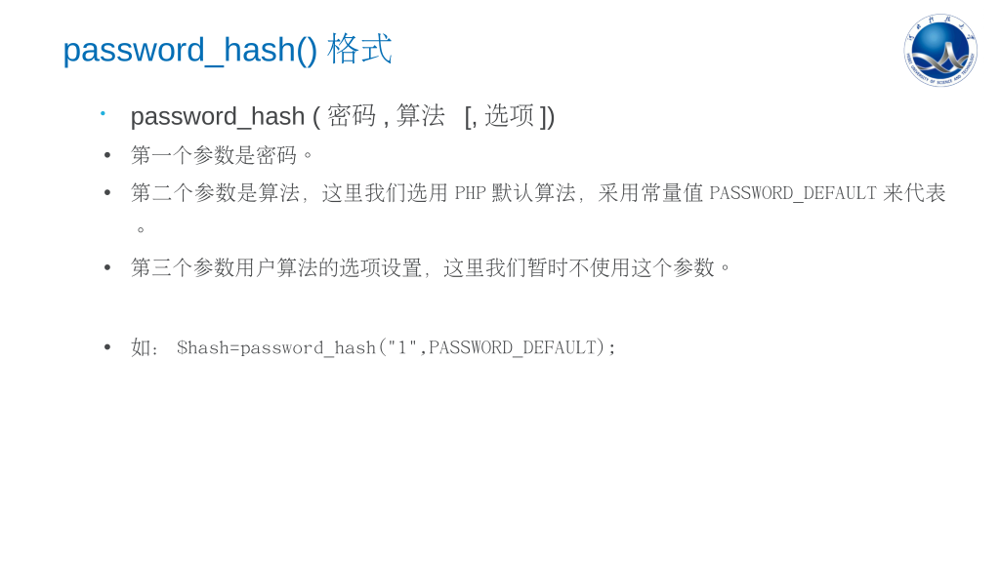 password_hash() 格式
• password_hash ( 密码 , 算法 [, 选项 ])
• 第一个参数是密码。
• 第二个参数是算法，这里我们选用 PHP 默认算法，采用常量值 PASSWORD_DEFAULT 来代表
。
• 第三个参数用户算法的选项设置，这里我们暂时不使用这个参数。
• 如： $hash=password_hash("1",PASSWORD_DEFAULT);